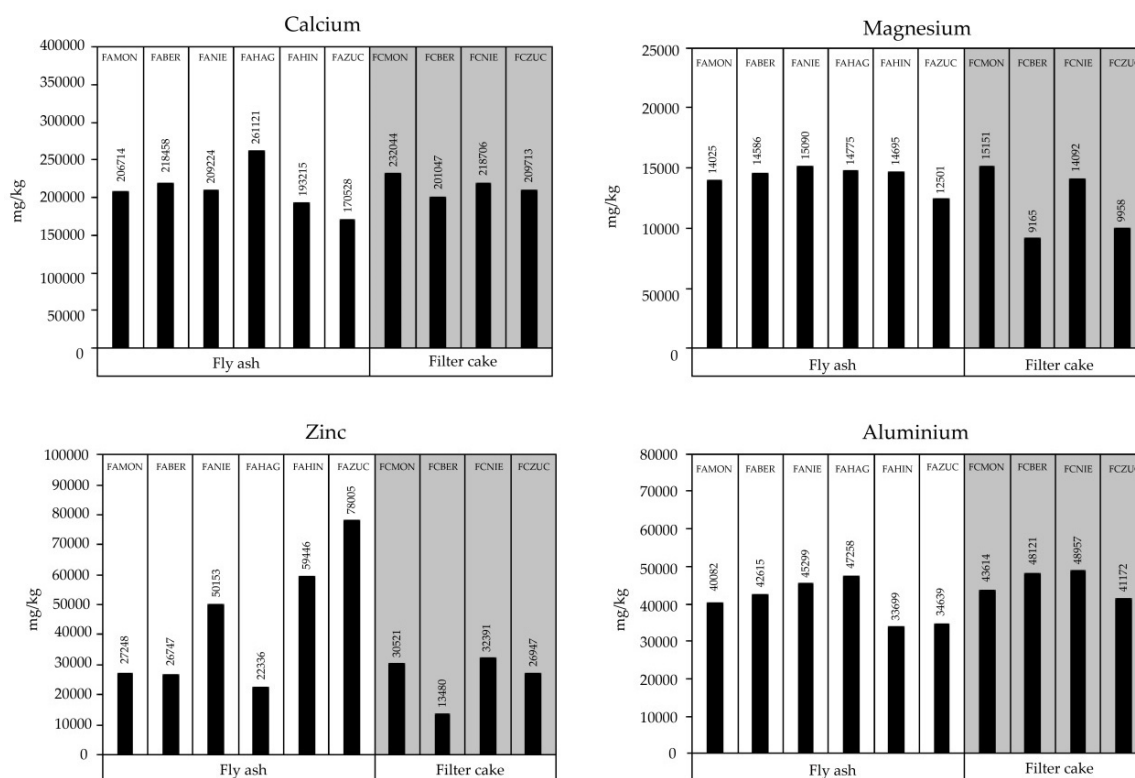 Calcium
mg/kg
400000
350000
300000
250000
200000
150000
100000
50000
0
FAMON FABER FANIE FAHAG FAHIN FAZUC FCMON FCBER FCNIE FCZUC
206714 218458 209224 261121 193215 170528 232044 201047 218706 209713
Fly ash Filter cake
Magnesium
mg/kg
25000
20000
15000
10000
50000
0
FAMON FABER FANIE FAHAG FAHIN FAZUC FCMON FCBER FCNIE FCZUC
14025 14586 15090 14775 14695 12501 15151 9165 14092 9958
Fly ash Filter cake
Zinc
mg/kg
100000
90000
80000
70000
60000
50000
40000
30000
20000
10000
0
FAMON FABER FANIE FAHAG FAHIN FAZUC FCMON FCBER FCNIE FCZUC
27248 26747 50153 22336 59446 78005 30521 13480 32391 26947
Fly ash Filter cake
Aluminium
mg/kg
80000
70000
60000
50000
40000
30000
20000
10000
0
FAMON FABER FANIE FAHAG FAHIN FAZUC FCMON FCBER FCNIE FCZUC
40082 42615 45299 47258 33699 34639 43614 48121 48957 41172
Fly ash Filter cake